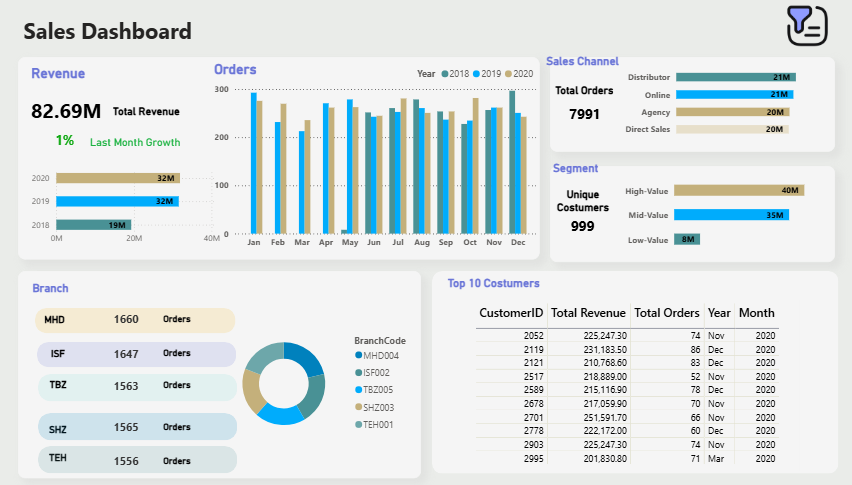 Sales Dashboard
Revenue
82.69M Total Revenue
1% Last Month Growth
2020 32M
2019 32M
2018 19M
0M 20M 40M
Orders
Year 2018 2019 2020
300
200
100
0
Jan Feb Mar Apr May Jun Jul Aug Sep Oct Nov Dec
Sales Channel
Total Orders
7991
Distributor 21M
Online 21M
Agency 20M
Direct Sales 20M
Segment
Unique
Costumers
999
High-Value 40M
Mid-Value 35M
Low-Value 8M
Branch
MHD 1660 Orders
ISF 1647 Orders
TBZ 1563 Orders
SHZ 1565 Orders
TEH 1556 Orders
BranchCode
MHD004
ISF002
TBZ005
SHZ003
TEH001
Top 10 Costumers
CustomerID Total Revenue Total Orders Year Month
2052 225,247.30 74 Nov 2020
2119 231,183.50 86 Dec 2020
2121 210,768.60 83 Dec 2020
2517 218,889.00 52 Nov 2020
2589 215,116.90 78 Dec 2020
2678 217,059.90 70 Nov 2020
2701 251,591.70 66 Nov 2020
2778 222,172.00 60 Dec 2020
2903 225,247.30 74 Nov 2020
2995 201,830.80 71 Mar 2020